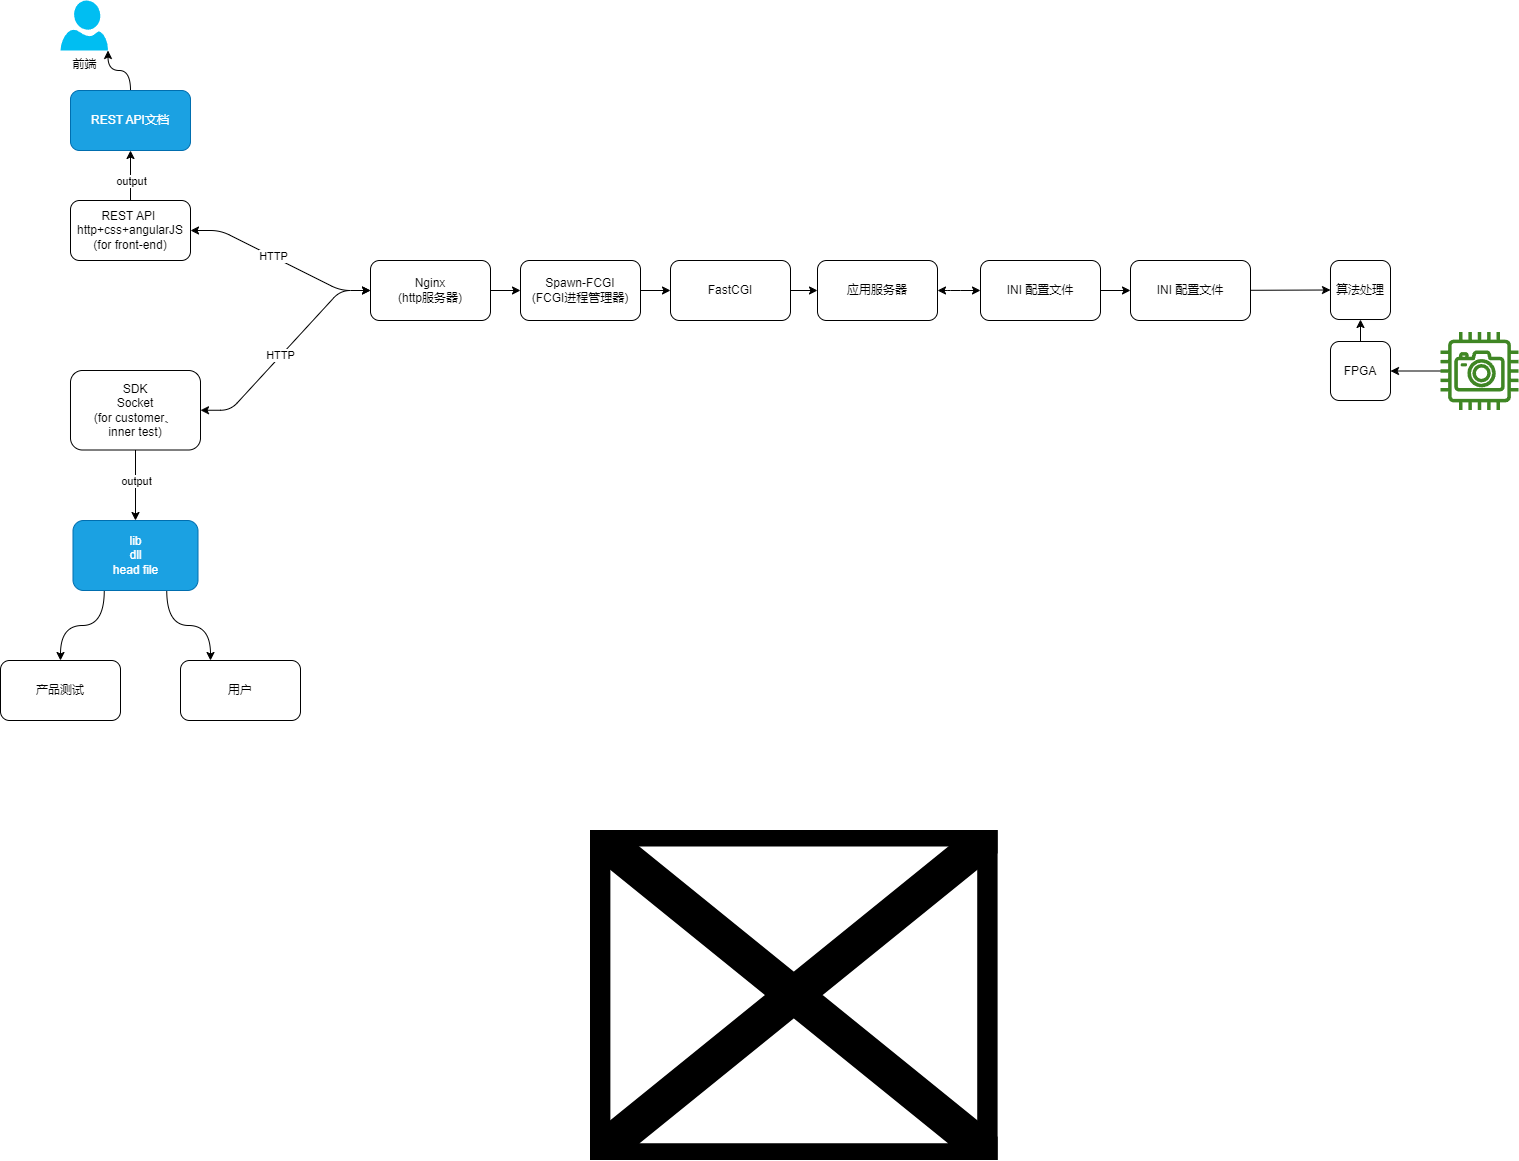 前端
REST API文档
output
REST API
http+css+angularJS
(for front-end)
HTTP
Nginx
(http服务器)
Spawn-FCGI
(FCGI进程管理器)
FastCGI
应用服务器
INI 配置文件
INI 配置文件
算法处理
HTTP
FPGA
SDK
Socket
(for customer、
inner test)
output
lib
dll
head file
产品测试
用户